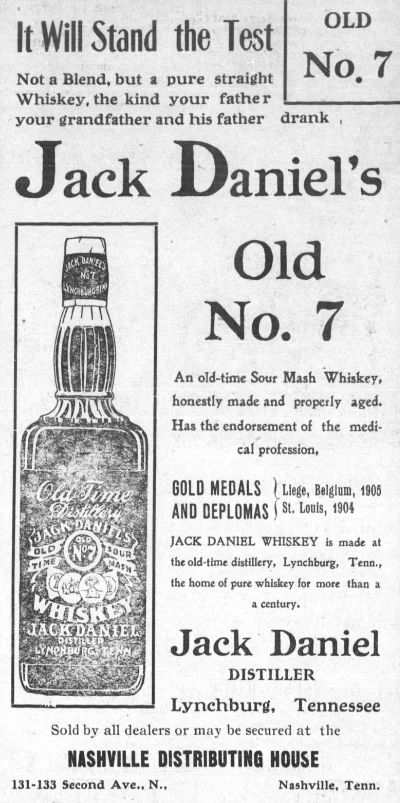 It Will Stand the Test
OLD
No. 7
Not a Blend, but a pure straight
Whiskey, the kind your father
your grandfather and his father drank
Jack Daniel's
Old
No. 7
JACK DANIEL'S
No 7
LYNCHBURG TENN
An old-time Sour Mash Whiskey,
honestly made and properly aged.
Has the endorsement of the medi-
cal profession,
GOLD MEDALS
AND DEPLOMAS
Liege, Belgium, 1905
St. Louis, 1904
JACK DANIEL WHISKEY is made at
the old-time distillery, Lynchburg, Tenn.,
the home of pure whiskey for more than a
a century.
Old Time
Distillery
JACK DANIEL'S
OLD TIME
No 7
SOUR MASH
WHISKEY
JACK DANIEL
DISTILLER
LYNCHBURG, TENN.
Jack Daniel
DISTILLER
Lynchburg, Tennessee
Sold by all dealers or may be secured at the
NASHVILLE DISTRIBUTING HOUSE
131-133 Second Ave., N.,
Nashville, Tenn.